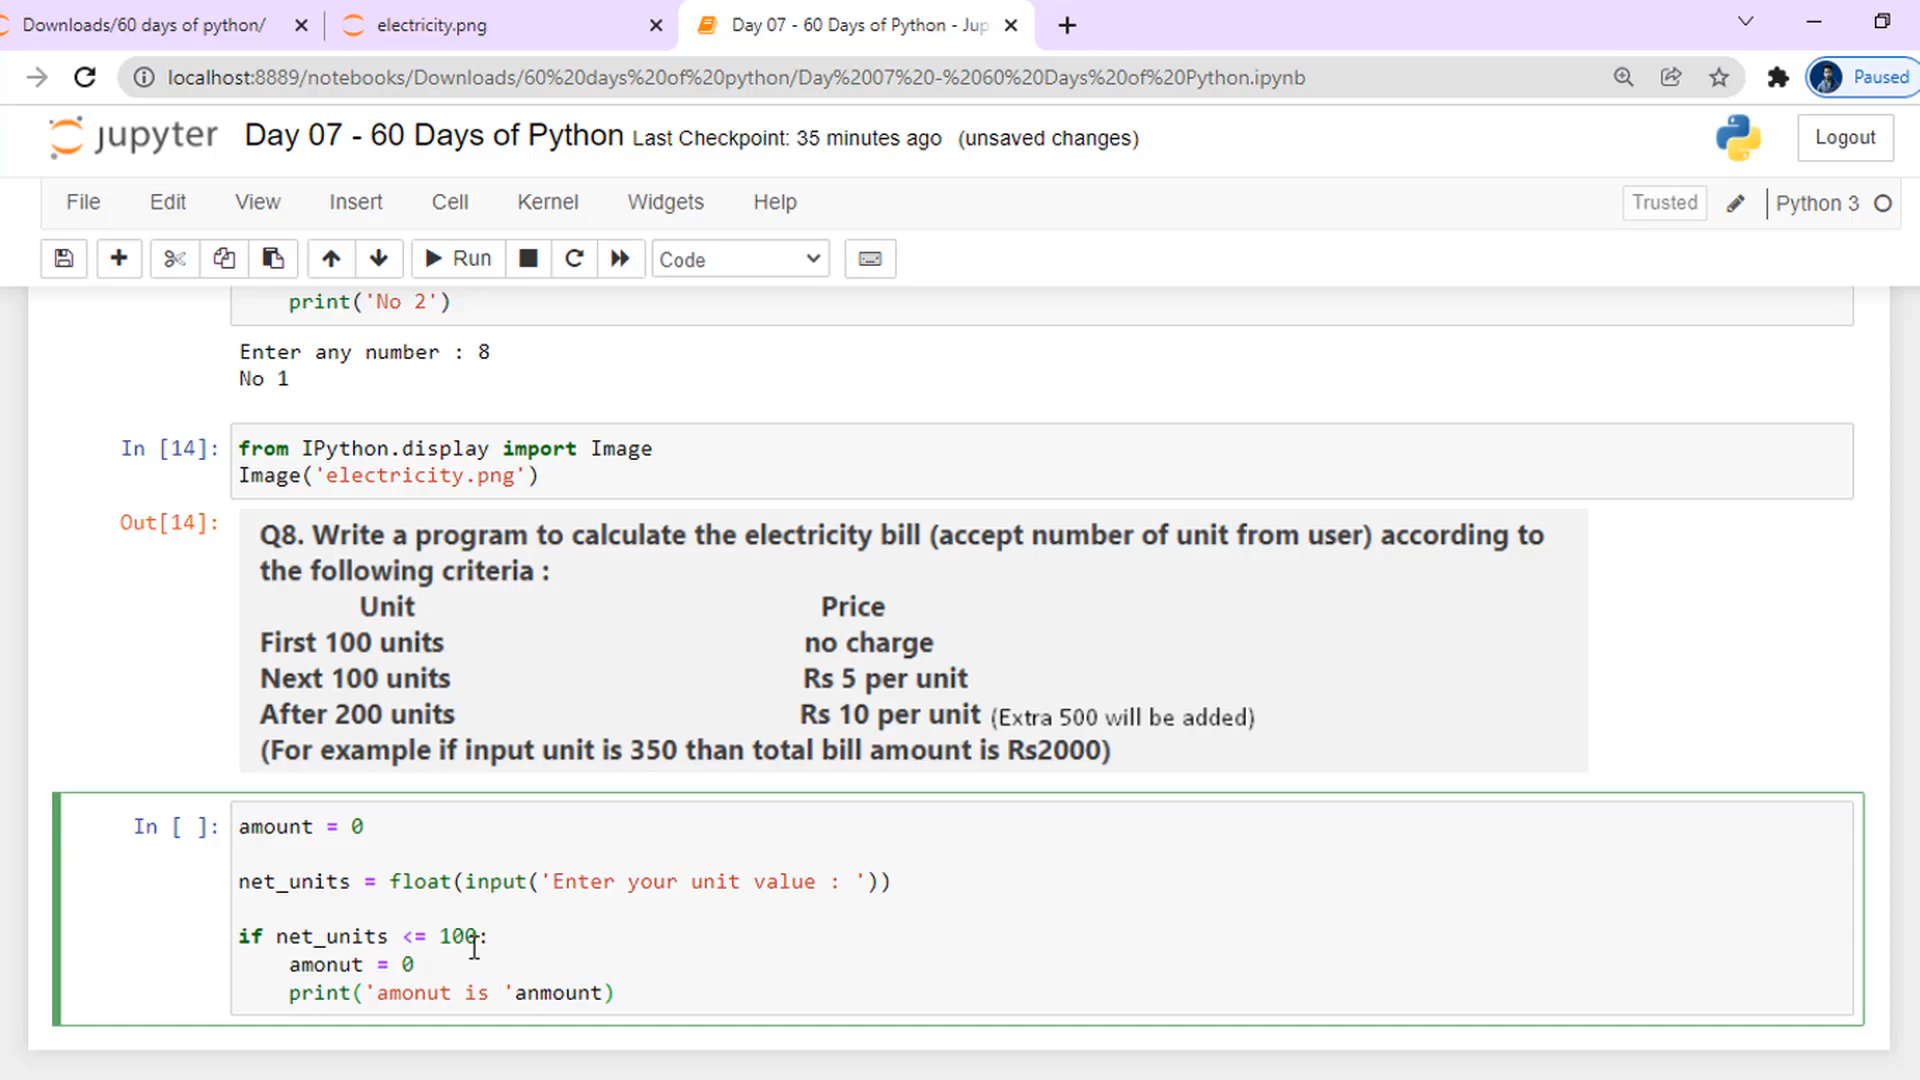 Downloads/60 days of python/
electricity.png
Day 07 - 60 Days of Python - Jup
localhost:8889/notebooks/Downloads/60%20days%20of%20python/Day%2007%20-%2060%20Days%20of%20Python.ipynb
Paused
jupyter Day 07 - 60 Days of Python Last Checkpoint: 35 minutes ago (unsaved changes)
Logout
File Edit View Insert Cell Kernel Widgets Help
Trusted Python 3
Run Code
print('No 2')
Enter any number : 8
No 1
In [14]: from IPython.display import Image
Image('electricity.png')
Out[14]:
Q8. Write a program to calculate the electricity bill (accept number of unit from user) according to
the following criteria :
Unit Price
First 100 units no charge
Next 100 units Rs 5 per unit
After 200 units Rs 10 per unit (Extra 500 will be added)
(For example if input unit is 350 than total bill amount is Rs2000)
In [ ]: amount = 0
net_units = float(input('Enter your unit value : '))
if net_units <= 100:
amonut = 0
print('amonut is 'anmount)